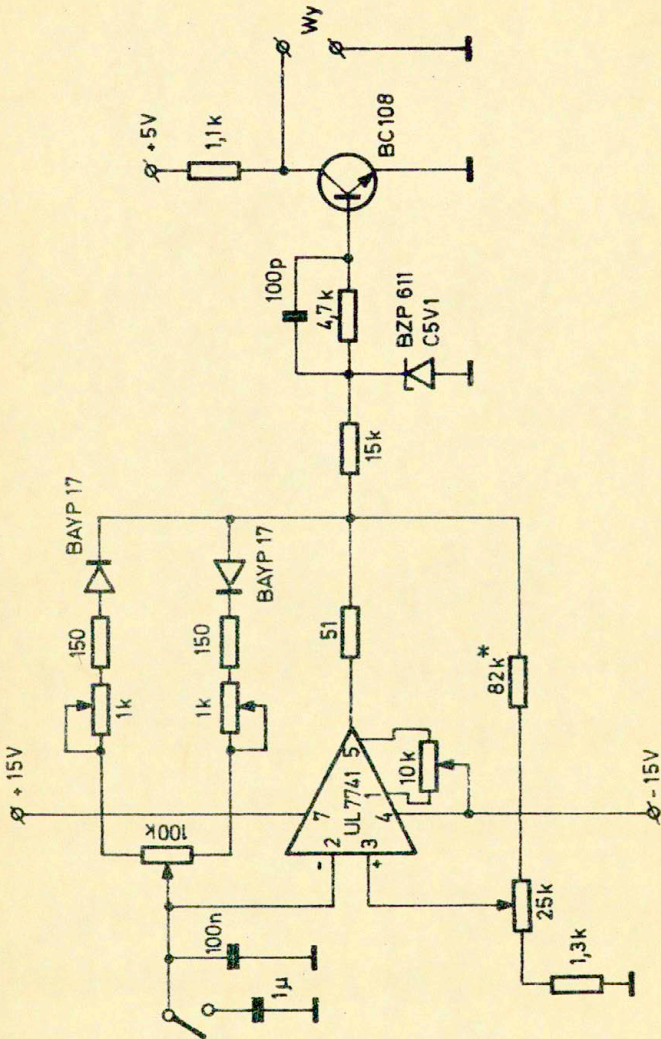 +15V
+5V
BAYP 17
1k
150
1,1k
Wy
100k
BAYP 17
1k
150
100p
BC108
4,7k
15k
BZP 611
C5V1
7
2
-
UL 7741
5
51
3
+
1
4
10k
100n
1μ
25k
82k*
1,3k
-15V